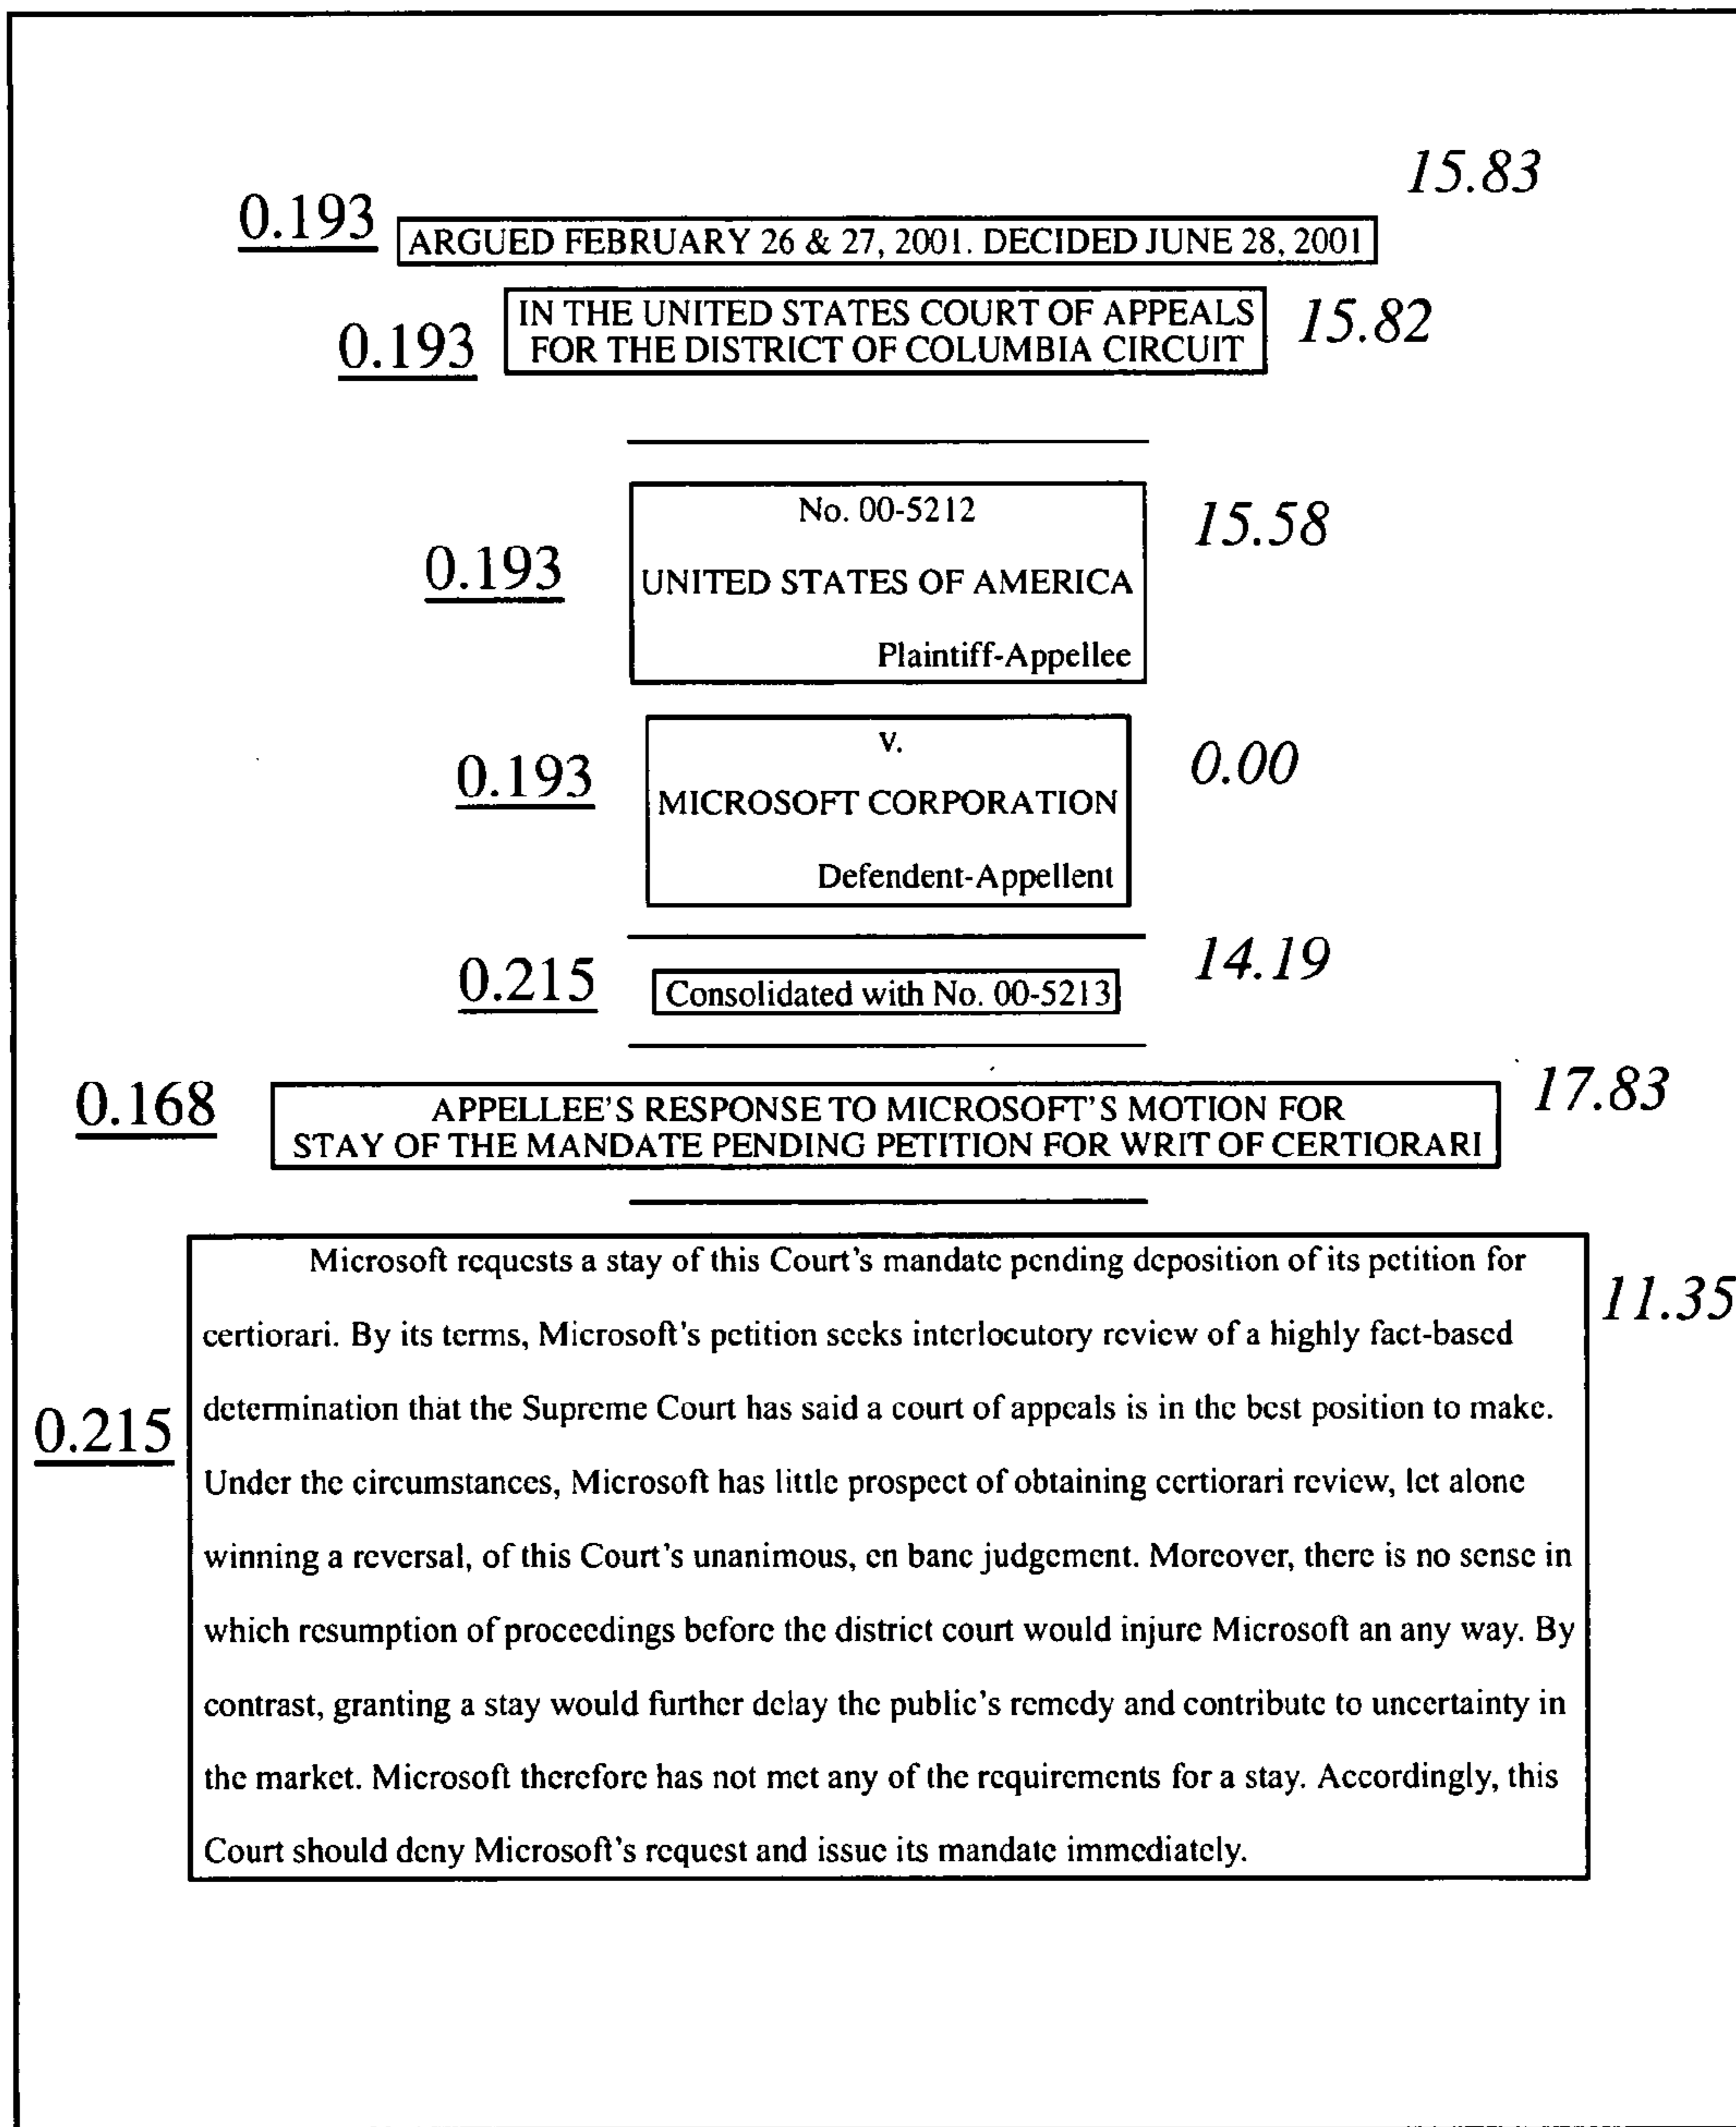 15.83
0.193 ARGUED FEBRUARY 26 & 27, 2001. DECIDED JUNE 28, 2001
IN THE UNITED STATES COURT OF APPEALS 15.82
0.193 FOR THE DISTRICT OF COLUMBIA CIRCUIT
No. 00-5212 15.58
0.193 UNITED STATES OF AMERICA
Plaintiff-Appellee
v. 0.00
0.193 MICROSOFT CORPORATION
Defendent-Appellent
14.19
0.215 Consolidated with No. 00-5213
0.168 APPELLEE'S RESPONSE TO MICROSOFT'S MOTION FOR 17.83
STAY OF THE MANDATE PENDING PETITION FOR WRIT OF CERTIORARI
Microsoft requests a stay of this Court's mandate pending deposition of its petition for
11.35
certiorari. By its terms, Microsoft's petition seeks interlocutory review of a highly fact-based
determination that the Supreme Court has said a court of appeals is in the best position to make.
0.215
Under the circumstances, Microsoft has little prospect of obtaining certiorari review, let alone
winning a reversal, of this Court's unanimous, en banc judgement. Moreover, there is no sense in
which resumption of proceedings before the district court would injure Microsoft an any way. By
contrast, granting a stay would further delay the public's remedy and contribute to uncertainty in
the market. Microsoft therefore has not met any of the requirements for a stay. Accordingly, this
Court should deny Microsoft's request and issue its mandate immediately.